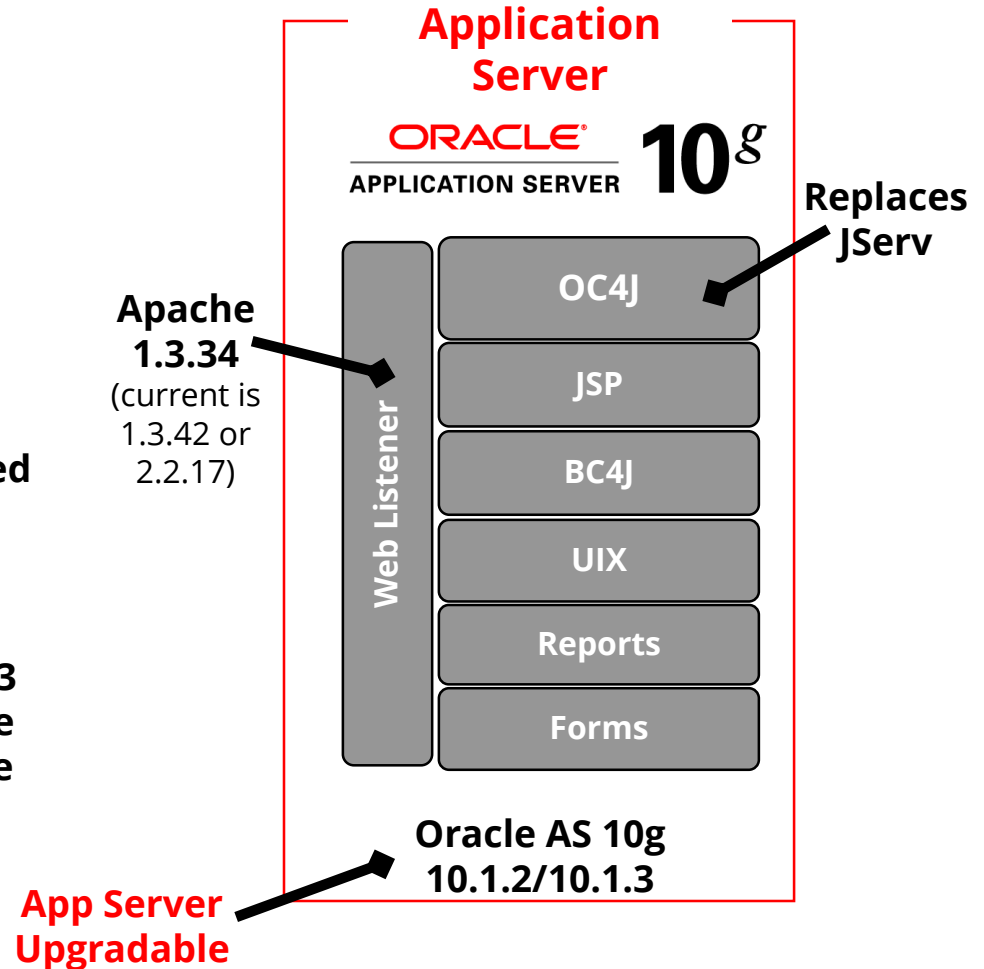 Application
Server
ORACLE®
APPLICATION SERVER
10g
Replaces
JServ
OC4J
Apache
1.3.34
(current is
1.3.42 or
2.2.17)
JSP
BC4J
Web Listener
UIX
Reports
Forms
ed
3
e
e
Oracle AS 10g
10.1.2/10.1.3
App Server
Upgradable